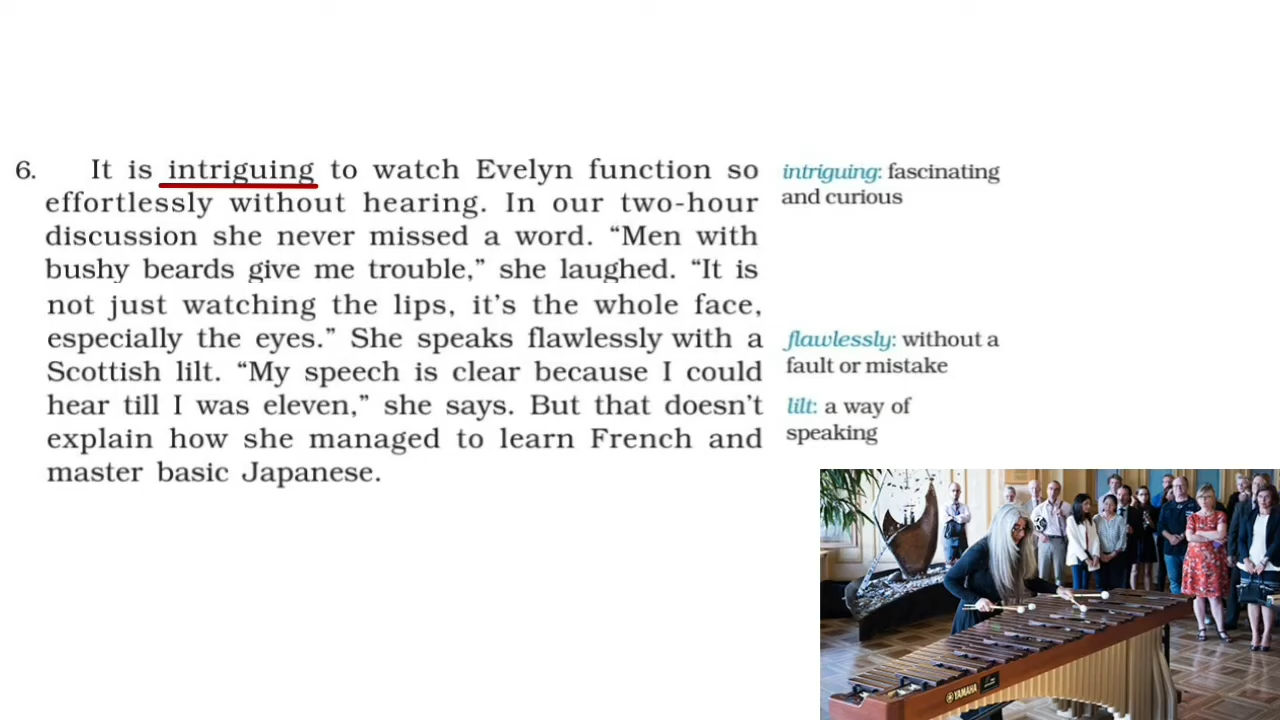 6. It is intriguing to watch Evelyn function so
effortlessly without hearing. In our two-hour
discussion she never missed a word. “Men with
bushy beards give me trouble,” she laughed. “It is
not just watching the lips, it’s the whole face,
especially the eyes.” She speaks flawlessly with a
Scottish lilt. “My speech is clear because I could
hear till I was eleven,” she says. But that doesn’t
explain how she managed to learn French and
master basic Japanese.
intriguing: fascinating
and curious
flawlessly: without a
fault or mistake
lilt: a way of
speaking
YAMAHA